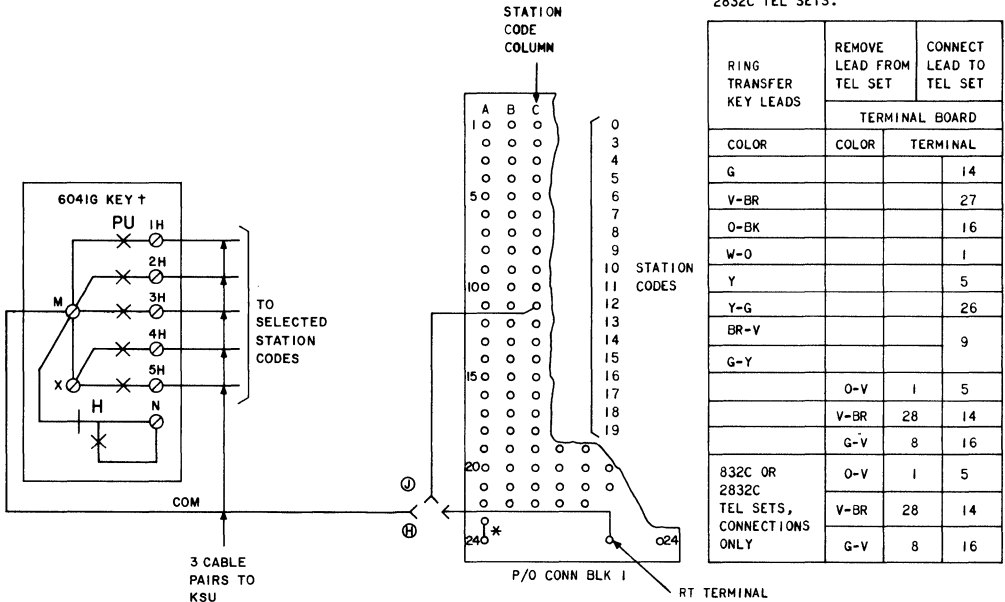 2832C TEL SETS.
STATION
CODE
COLUMN
A B C
1
5
10
15
20
24
24
*
0
3
4
5
6
7
8
9
10
11
12
13
14
15
16
17
18
19
STATION
CODES
P/O CONN BLK 1
RT TERMINAL
6041G KEY †
PU
1H
2H
M
3H
4H
X
5H
H
N
TO
SELECTED
STATION
CODES
COM
J
H
3 CABLE
PAIRS TO
KSU
RING
TRANSFER
KEY LEADS
REMOVE
LEAD FROM
TEL SET
CONNECT
LEAD TO
TEL SET
TERMINAL BOARD
COLOR COLOR TERMINAL
G 14
V-BR 27
O-BK 16
W-O 1
Y 5
Y-G 26
BR-V
9
G-Y
O-V 1 5
V-BR 28 14
G-V 8 16
832C OR
2832C
TEL SETS,
CONNECTIONS
ONLY
O-V 1 5
V-BR 28 14
G-V 8 16